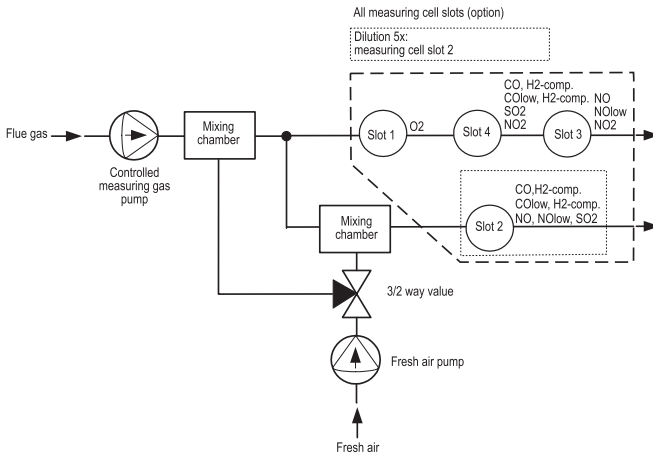 All measuring cell slots (option)
Dilution 5x:
measuring cell slot 2
Flue gas
Controlled
measuring gas
pump
Mixing
chamber
Slot 1
O2
Slot 4
CO, H2-comp.
COlow, H2-comp.
SO2
NO2
Slot 3
NO
NOlow
NO2
Mixing
chamber
Slot 2
CO,H2-comp.
COlow, H2-comp.
NO, NOlow, SO2
3/2 way value
Fresh air pump
Fresh air